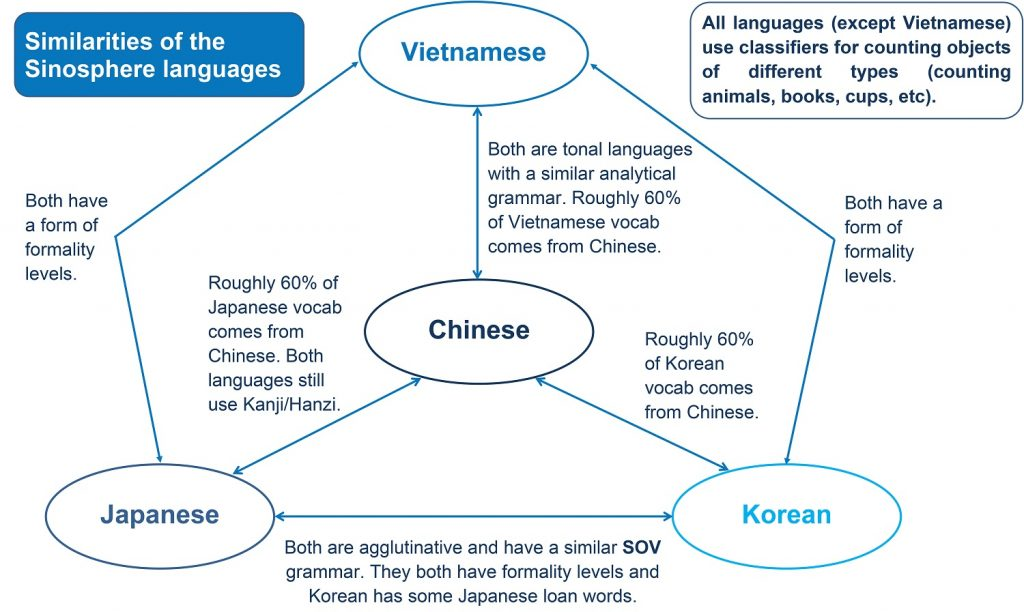 Similarities of the
Sinosphere languages
Vietnamese
All languages (except Vietnamese)
use classifiers for counting objects
of different types (counting
animals, books, cups, etc).
Both are tonal languages
with a similar analytical
grammar. Roughly 60%
of Vietnamese vocab
comes from Chinese.
Both have
a form of
formality
levels.
Both have a
form of
formality
levels.
Roughly 60% of
Japanese vocab
comes from
Chinese. Both
languages still
use Kanji/Hanzi.
Chinese
Roughly 60%
of Korean
vocab comes
from Chinese.
Japanese
Korean
Both are agglutinative and have a similar SOV
grammar. They both have formality levels and
Korean has some Japanese loan words.